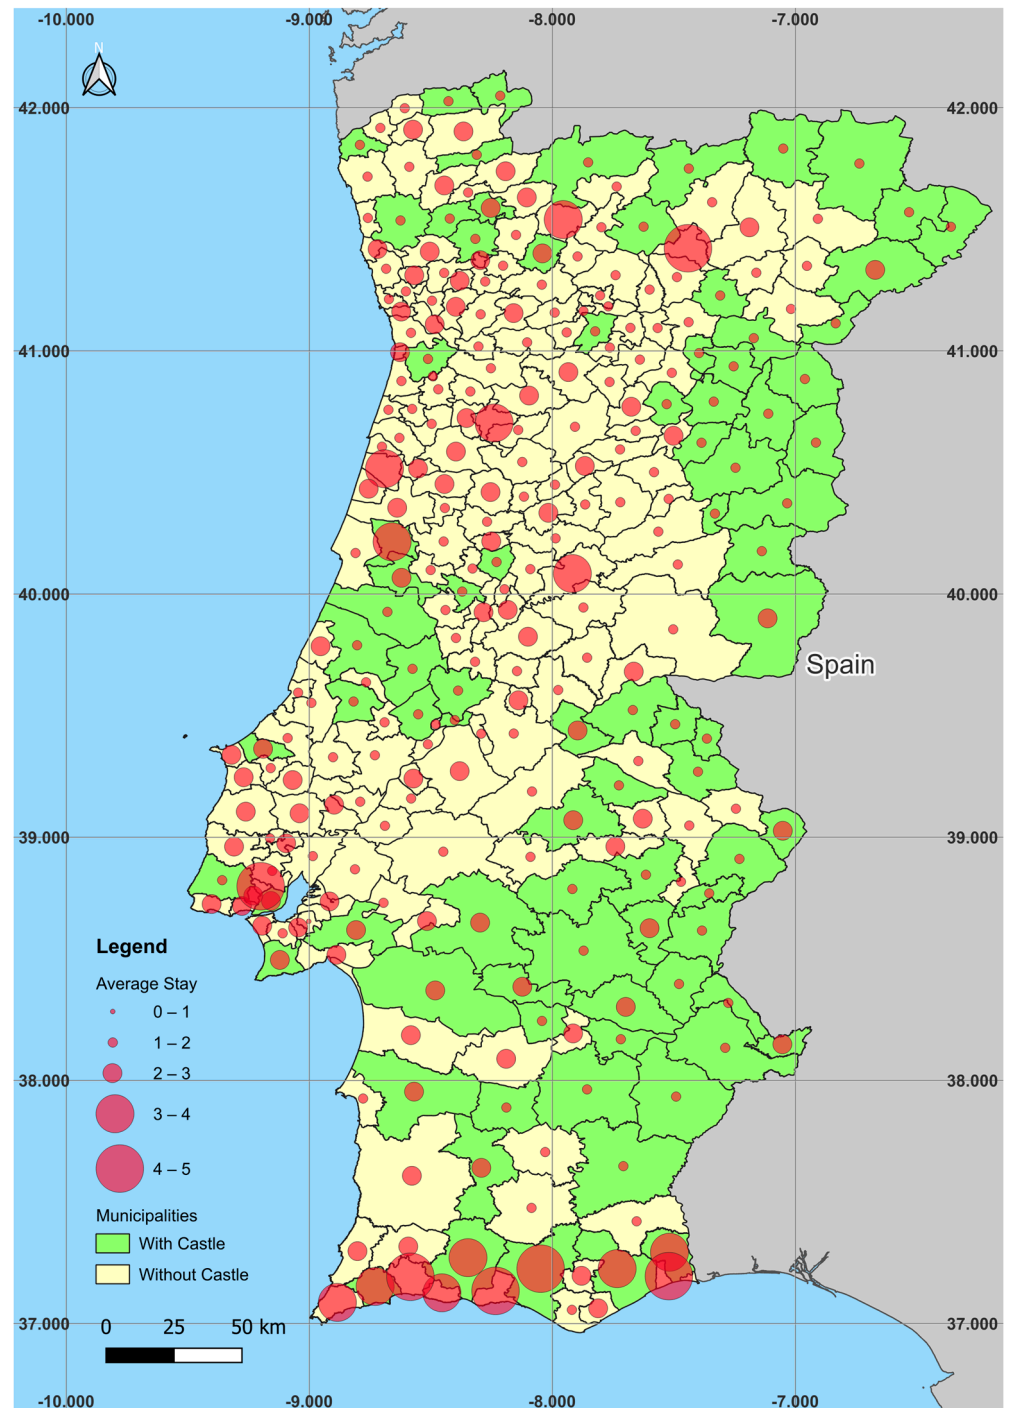 -10.000 -9.000 -8.000 -7.000
N
42.000 42.000
41.000 41.000
40.000 40.000
Spain
39.000 39.000
Legend
Average Stay
0 – 1
1 – 2
2 – 3
38.000 38.000
3 – 4
4 – 5
Municipalities
With Castle
Without Castle
37.000 37.000
0 25 50 km
-10.000 -9.000 -8.000 -7.000